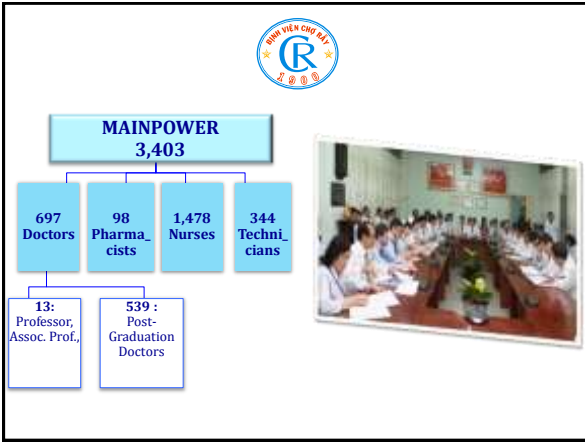 BỊNH VIỆN CHỢ RẪY
CR
1900
MAINPOWER
3,403
697
Doctors
98
Pharma_
cists
1,478
Nurses
344
Techni_
cians
13:
Professor,
Assoc. Prof.,
539 :
Post-
Graduation
Doctors